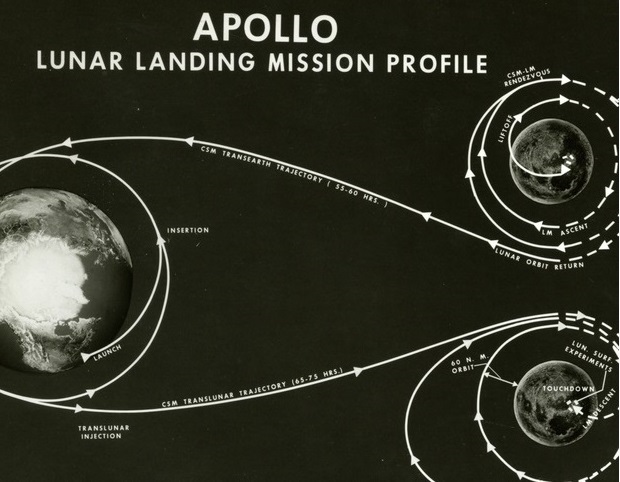 APOLLO
LUNAR LANDING MISSION PROFILE
CSM-LM
RENDEZVOUS
LIFTOFF
CSM TRANSEARTH TRAJECTORY ( 55-60 HRS. )
LM ASCENT
INSERTION
LUNAR ORBIT RETURN
LAUNCH
60 N. M.
ORBIT
LUN. SURF.
EXPERIMENTS
CSM TRANSLUNAR TRAJECTORY (65-75 HRS.)
TOUCHDOWN
LM DESCENT
TRANSLUNAR
INJECTION